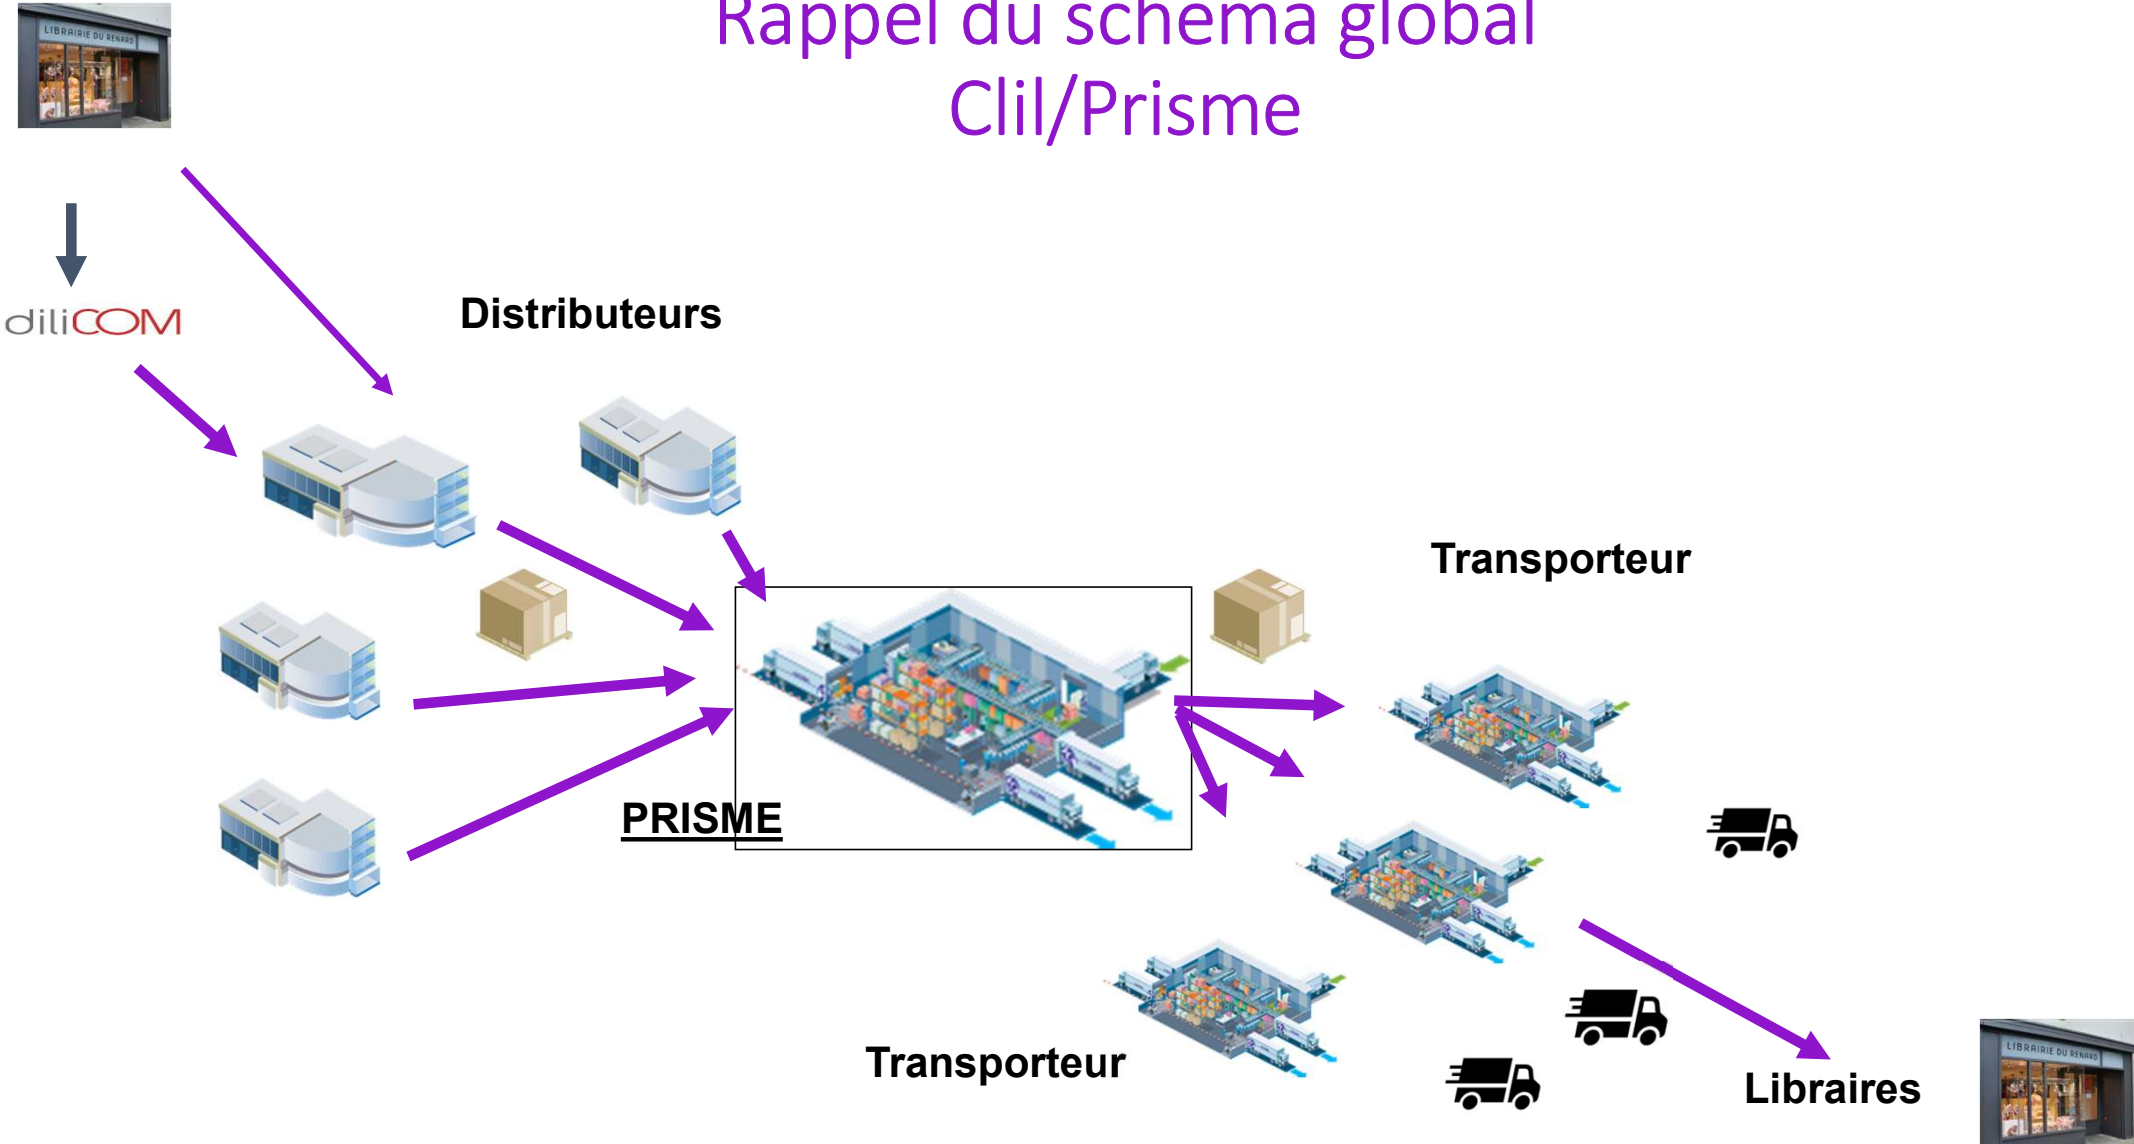 Rappel du schéma global
Clil/Prisme
LIBRAIRIE DU RENARD
diliCOM
Distributeurs
Transporteur
PRISME
Transporteur
Libraires
LIBRAIRIE DU RENARD